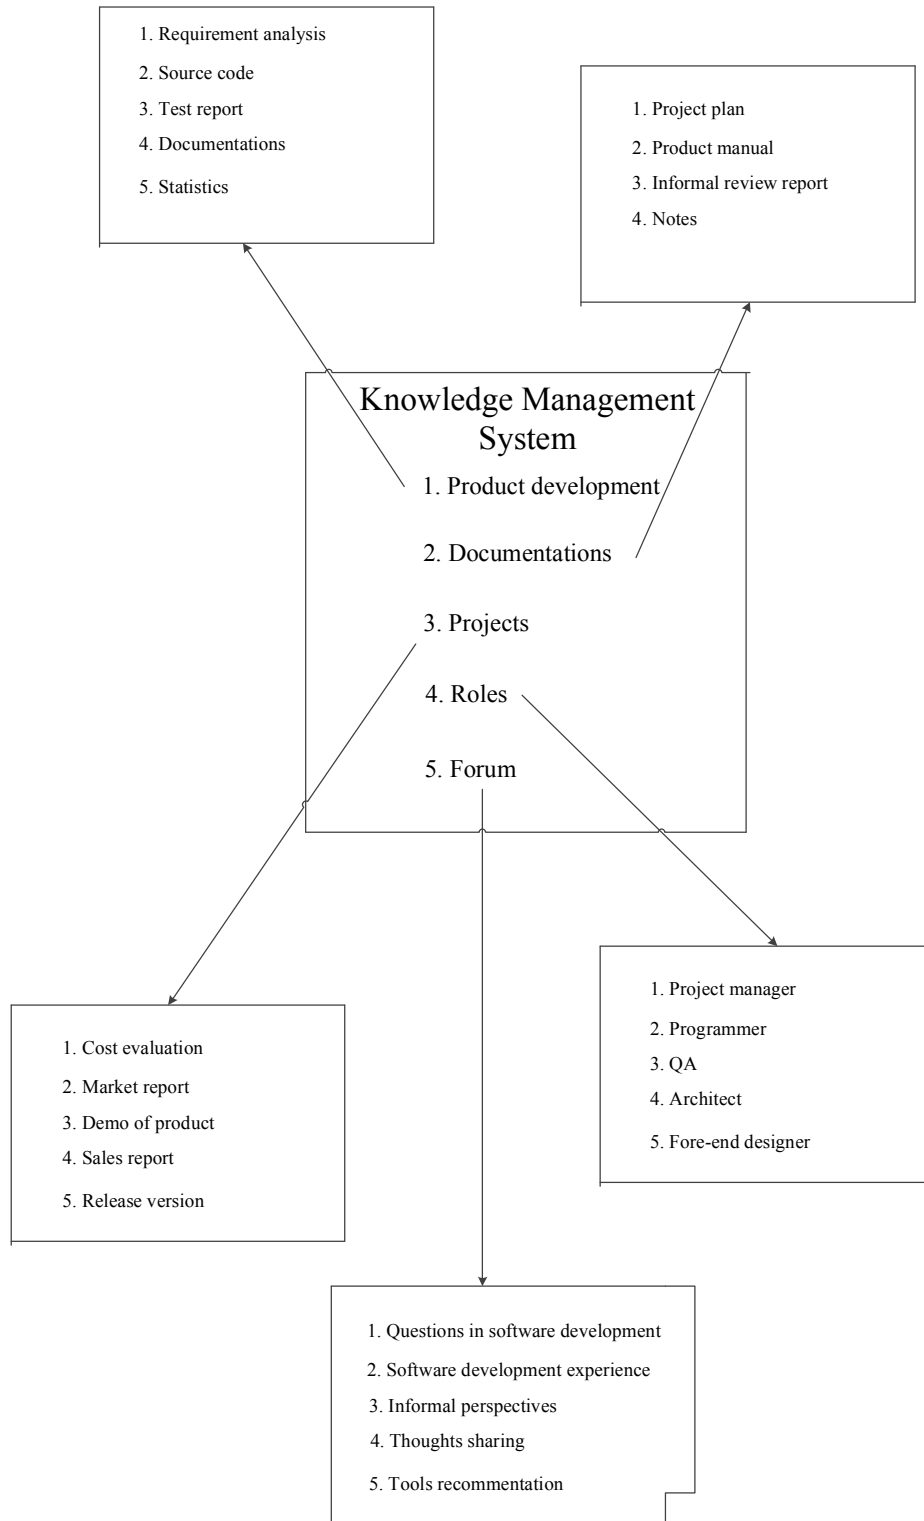 1. Requirement analysis
2. Source code
3. Test report
4. Documentations
5. Statistics
1. Project plan
2. Product manual
3. Informal review report
4. Notes
Knowledge Management
System
1. Product development
2. Documentations
3. Projects
4. Roles
5. Forum
1. Project manager
2. Programmer
3. QA
4. Architect
5. Fore-end designer
1. Cost evaluation
2. Market report
3. Demo of product
4. Sales report
5. Release version
1. Questions in software development
2. Software development experience
3. Informal perspectives
4. Thoughts sharing
5. Tools recommentation